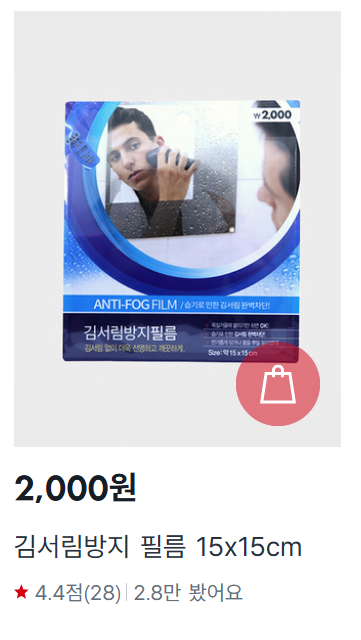 ₩2,000
ANTI-FOG FILM / 습기로 인한 김서림 완벽차단!
김서림방지필름
김서림 없이 더욱 선명하고 깨끗하게..
Size: 약 15 x 15 cm
2,000원
김서림방지 필름 15x15cm
4.4점(28) 2.8만 봤어요